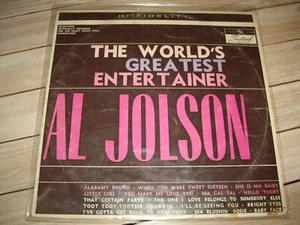 HI-FIDELITY
THE WORLD'S
GREATEST
ENTERTAINER
AL JOLSON
ALABAMY BOUND · WHEN YOU WERE SWEET SIXTEEN · SHE IS MA DAISY
LITTLE GIRL · YOU MADE ME LOVE YOU · MA GAL SAL · HELLO TUCKY
THAT CERTAIN PARTY · THE ONE I LOVE BELONGS TO SOMEBODY ELSE
TOOT TOOT TOOTSIE GOODBYE · I'LL BE SEEING YOU · BRIGHT EYES
I'VE GOTTA GET BACK TO NEW YORK · MA BLUSHIN' ROSIE · BABY FACE